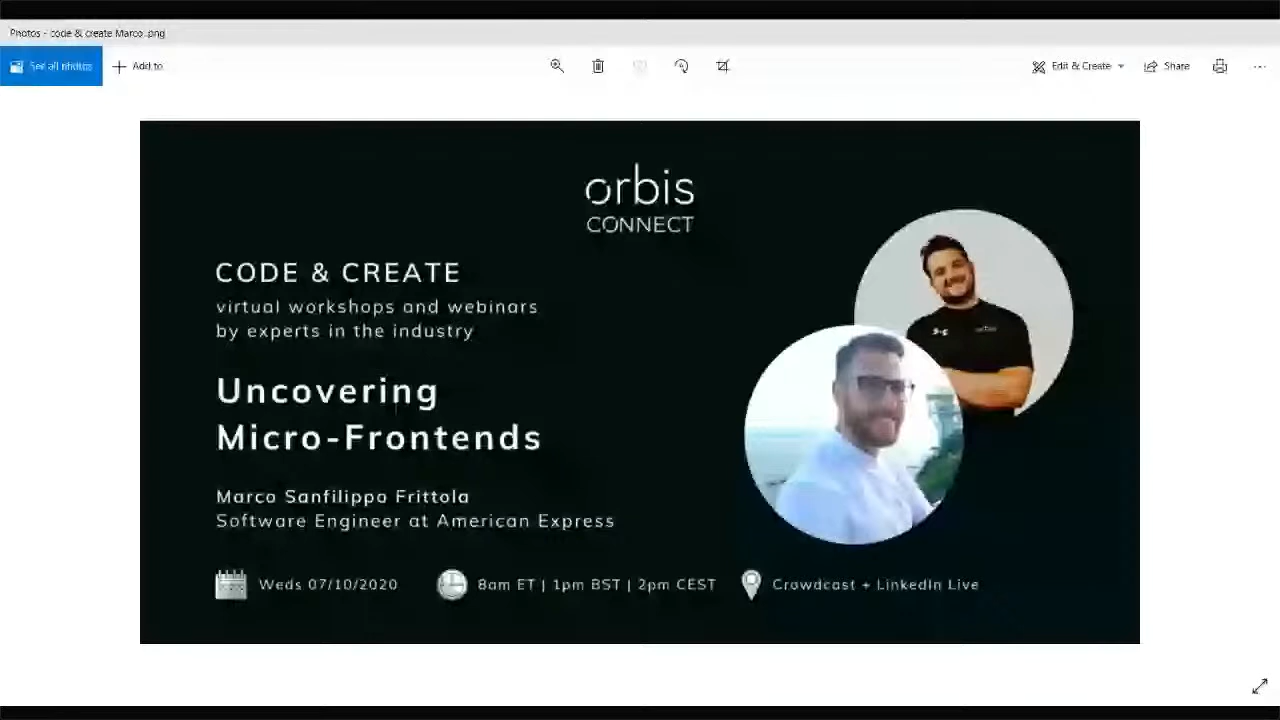 Photos - code & create Marco .png
See all photos
Add to
Edit & Create
Share
orbis
CONNECT
CODE & CREATE
virtual workshops and webinars
by experts in the industry
Uncovering
Micro-Frontends
Marco Sanfilippo Frittola
Software Engineer at American Express
Weds 07/10/2020
8am ET | 1pm BST | 2pm CEST
Crowdcast + LinkedIn Live